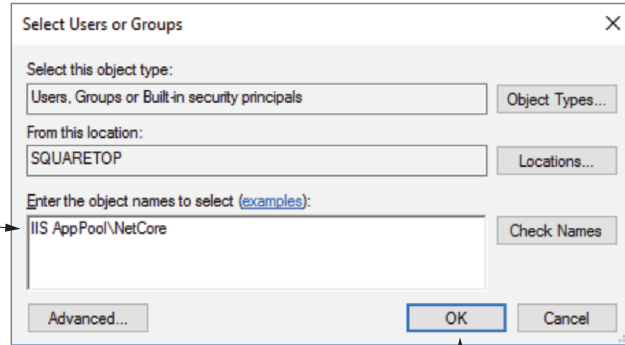 Select Users or Groups
Select this object type:
Users, Groups or Built-in security principals
Object Types...
From this location:
SQUARETOP
Locations...
Enter the object names to select (examples):
IIS AppPool\NetCore
Check Names
Advanced...
OK
Cancel